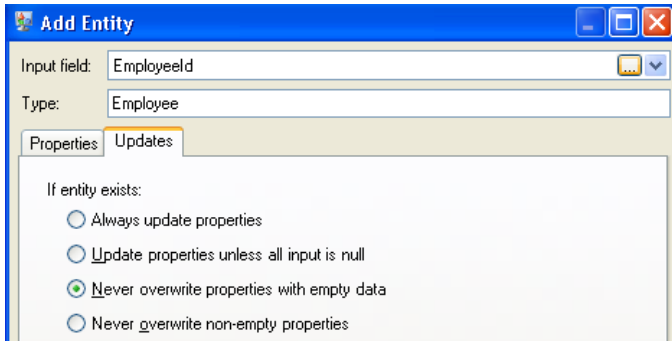 Add Entity
Input field: EmployeeId ...
Type: Employee
Properties Updates
If entity exists:
Always update properties
Update properties unless all input is null
Never overwrite properties with empty data
Never overwrite non-empty properties